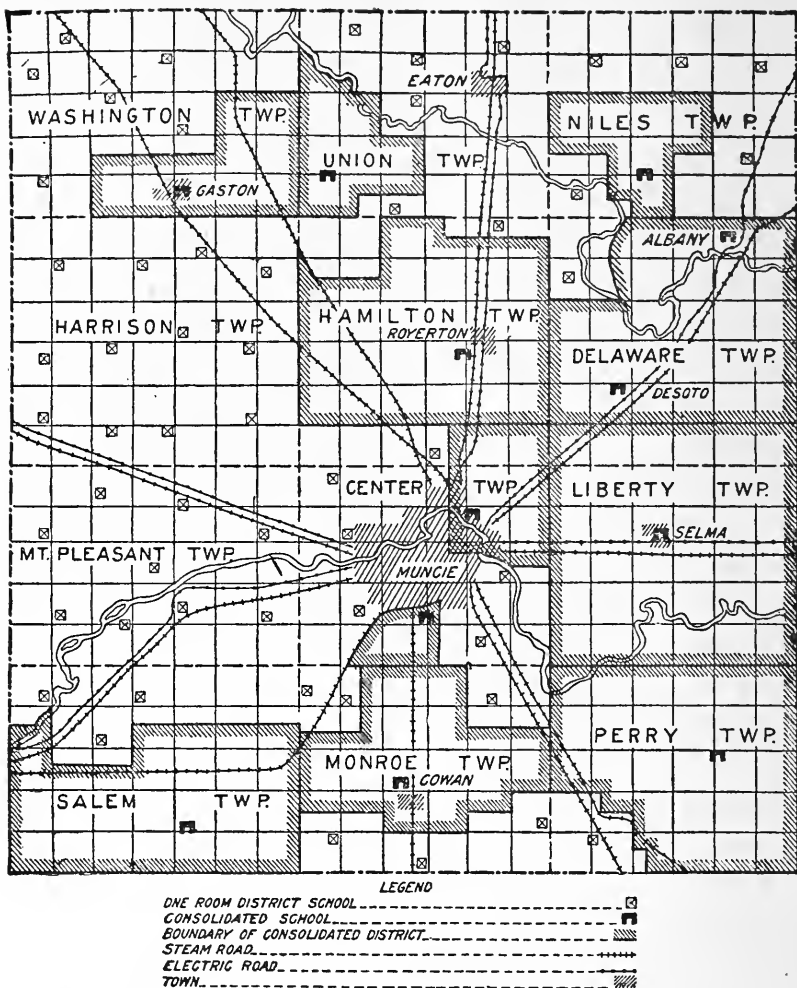 EATON
WASHINGTON TWP.
NILES TWP.
UNION TWP.
GASTON
ALBANY
HAMILTON TWP.
HARRISON TWP.
ROYERTON
DELAWARE TWP.
DESOTO
CENTER TWP.
LIBERTY TWP.
SELMA
MT. PLEASANT TWP.
MUNCIE
PERRY TWP.
MONROE TWP.
COWAN
SALEM TWP.
LEGEND
ONE ROOM DISTRICT SCHOOL
CONSOLIDATED SCHOOL
BOUNDARY OF CONSOLIDATED DISTRICT
STEAM ROAD
ELECTRIC ROAD
TOWN